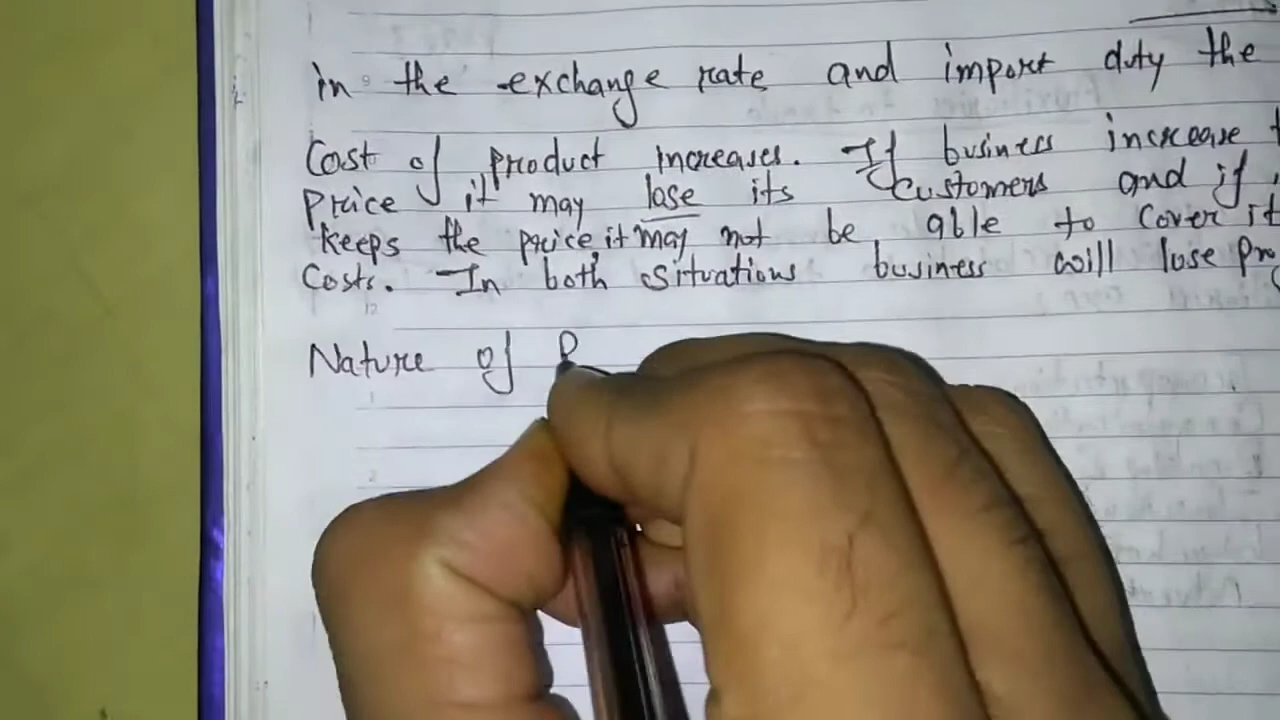 in the exchange rate and import duty the
Cost of product increases. If business increase
Price it may lose its customers and if
keeps the price, it may not be able to cover it
Costs. In both situations business will lose pro
Nature of P